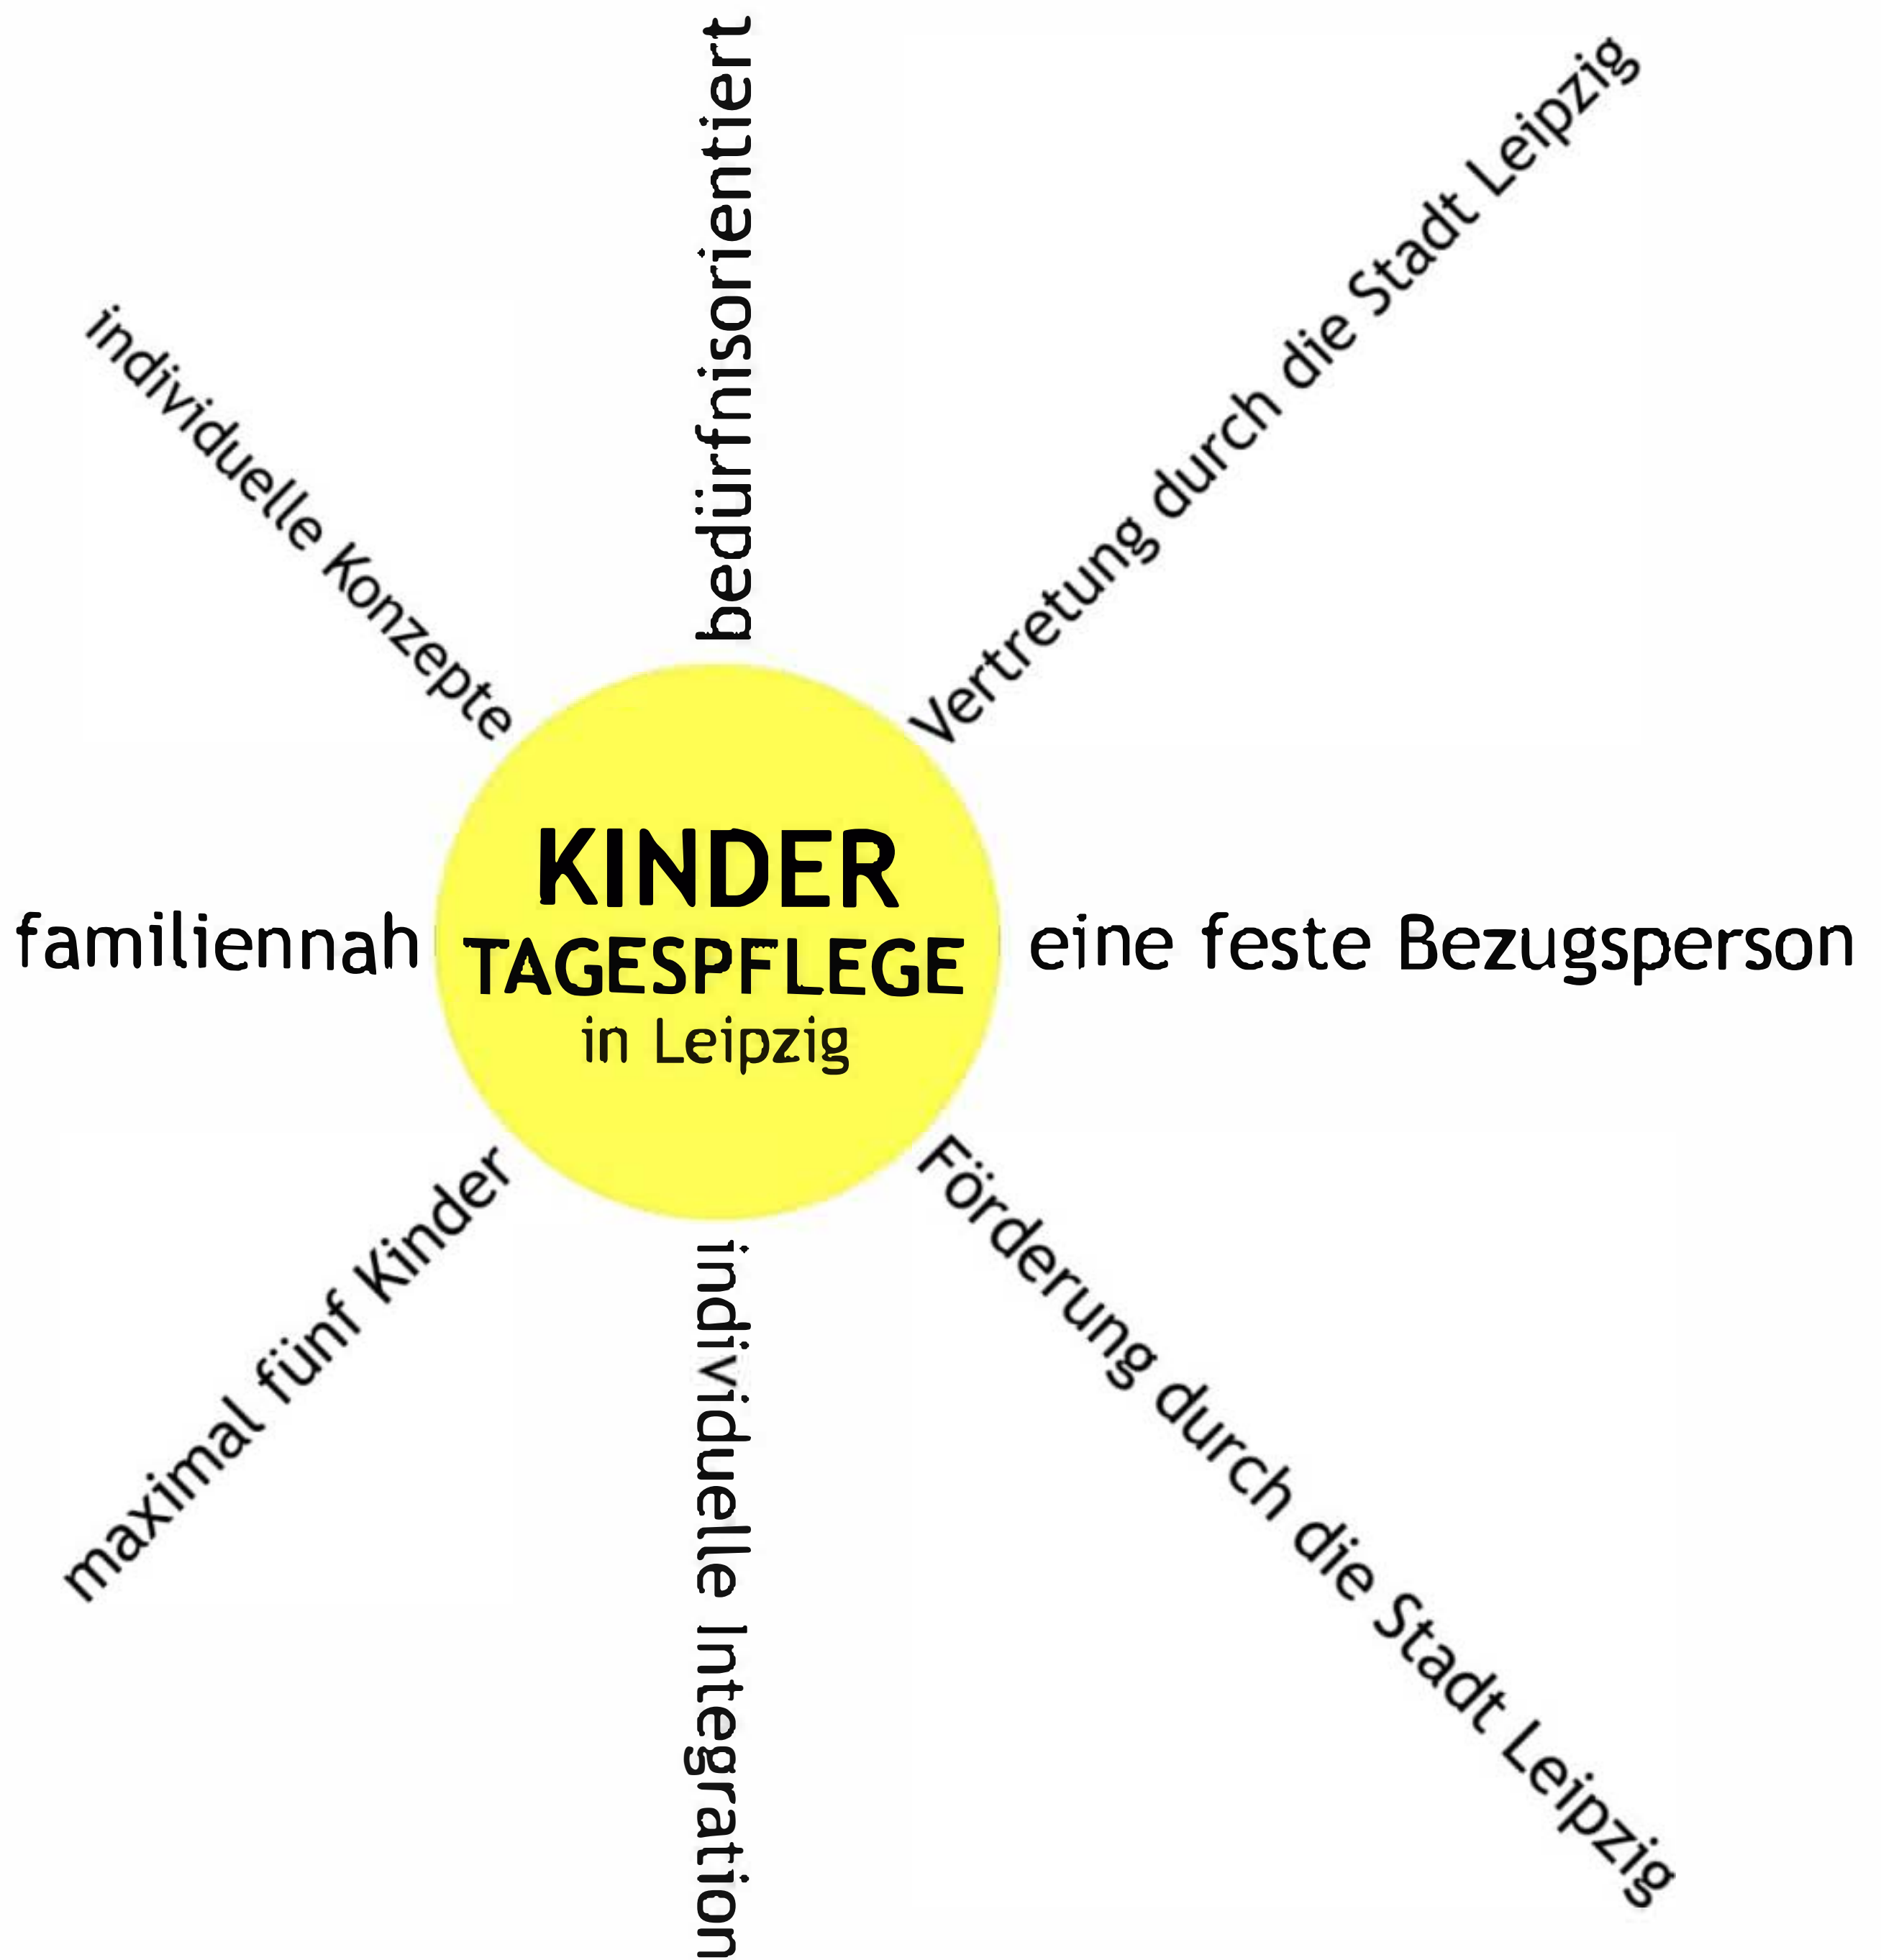 bedürfnisorientiert
Vertretung durch die Stadt Leipzig
individuelle Konzepte
KINDER
TAGESPFLEGE
in Leipzig
familiennah
eine feste Bezugsperson
maximal fünf Kinder
Förderung durch die Stadt Leipzig
individuelle Integration